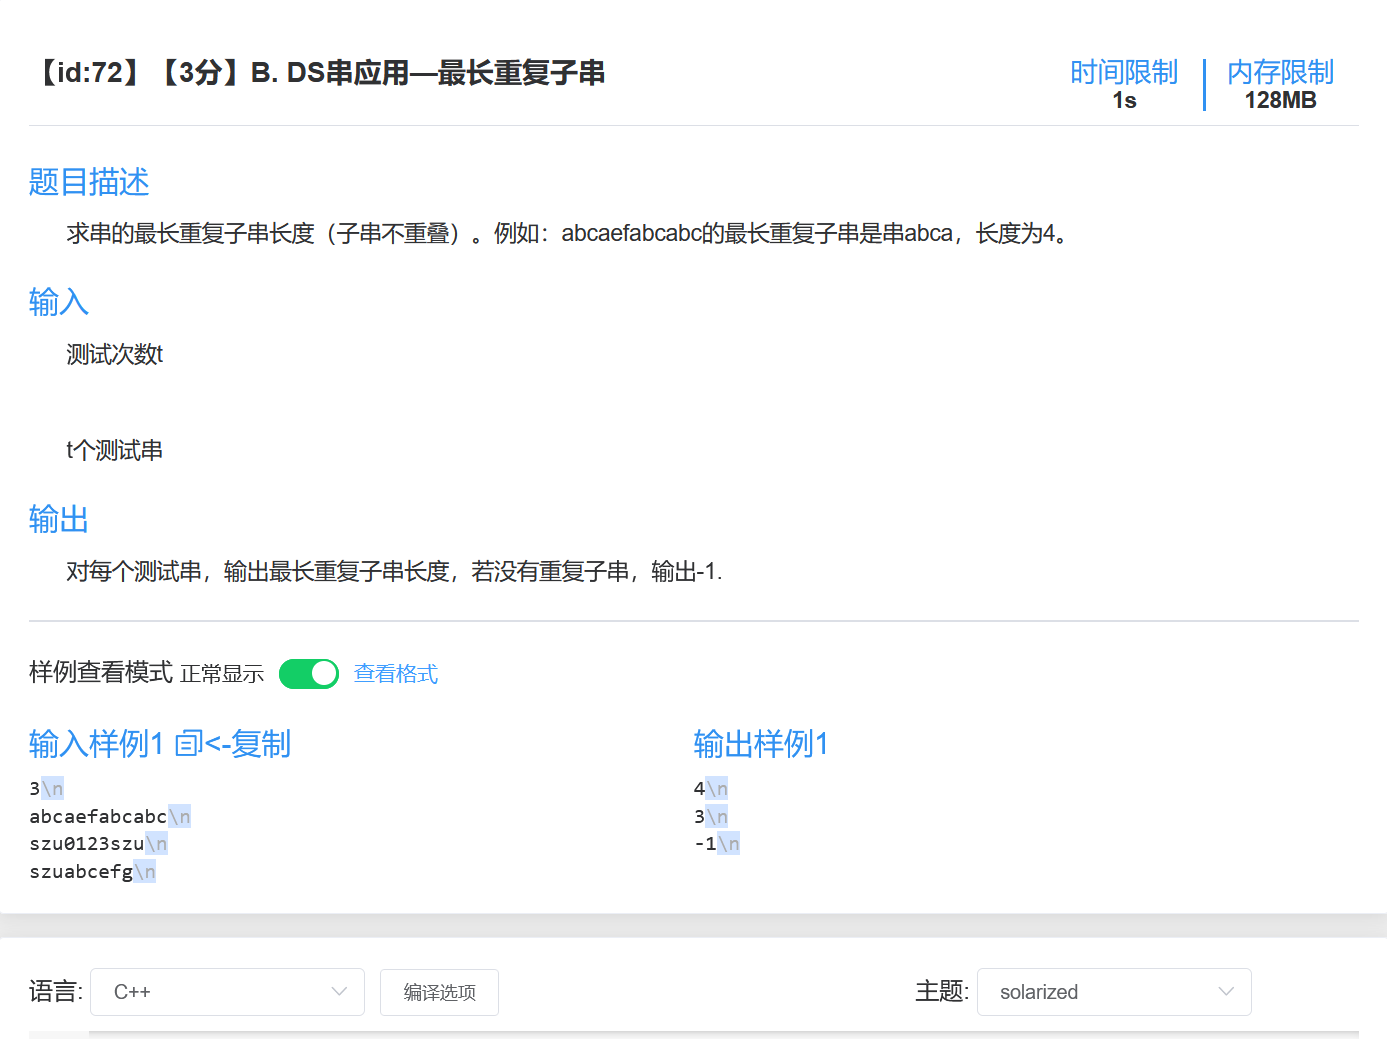 【id:72】【3分】B. DS串应用—最长重复子串
时间限制
1s
内存限制
128MB
题目描述
求串的最长重复子串长度（子串不重叠）。例如：abcaefabcabc的最长重复子串是串abca，长度为4。
输入
测试次数t
t个测试串
输出
对每个测试串，输出最长重复子串长度，若没有重复子串，输出-1.
样例查看模式 正常显示 查看格式
输入样例1 <-复制
3\n
abcaefabcabc\n
szu0123szu\n
szuabcefg\n
输出样例1
4\n
3\n
-1\n
语言: C++ 编译选项 主题: solarized